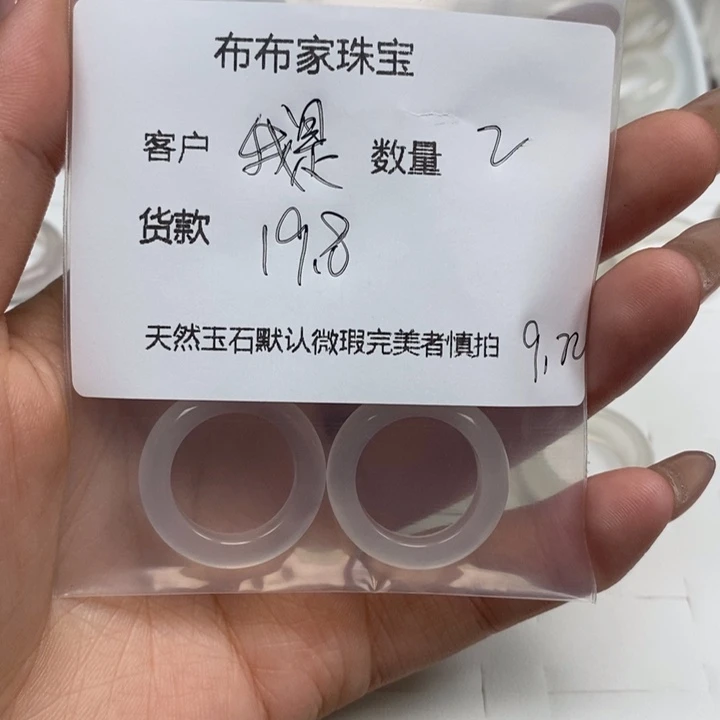 布布家珠宝
客户 我是 数量 2
货款 19.8
天然玉石默认微瑕完美者慎拍 9,22